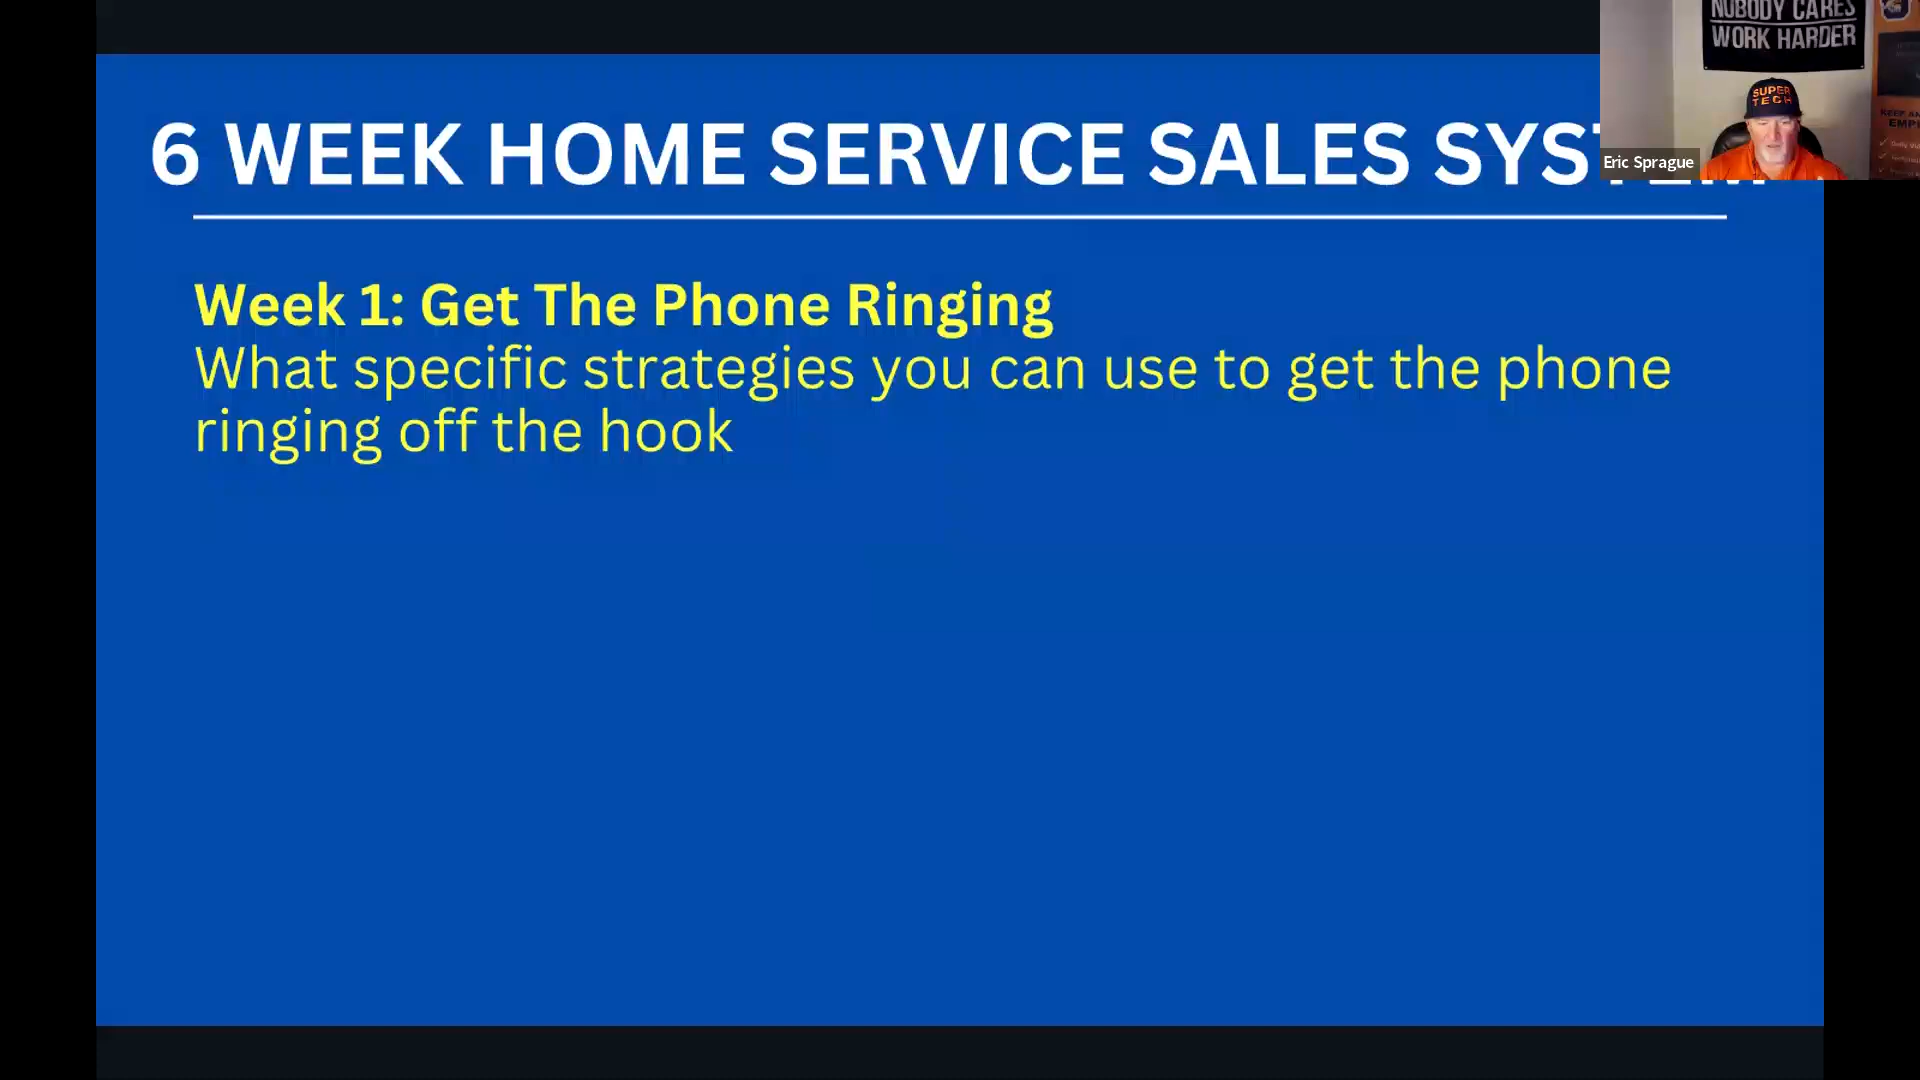 NOBODY CARES
WORK HARDER
SUPER
TECH
Eric Sprague
6 WEEK HOME SERVICE SALES SYSTEM
Week 1: Get The Phone Ringing
What specific strategies you can use to get the phone
ringing off the hook